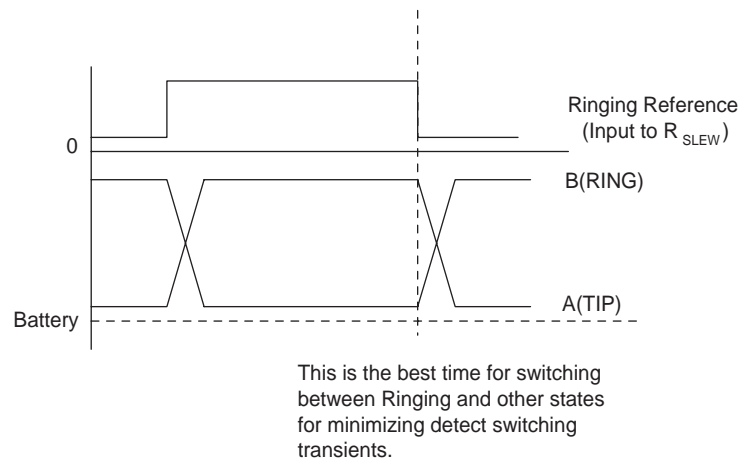 Ringing Reference
(Input to R SLEW)
0
B(RING)
A(TIP)
Battery
This is the best time for switching
between Ringing and other states
for minimizing detect switching
transients.